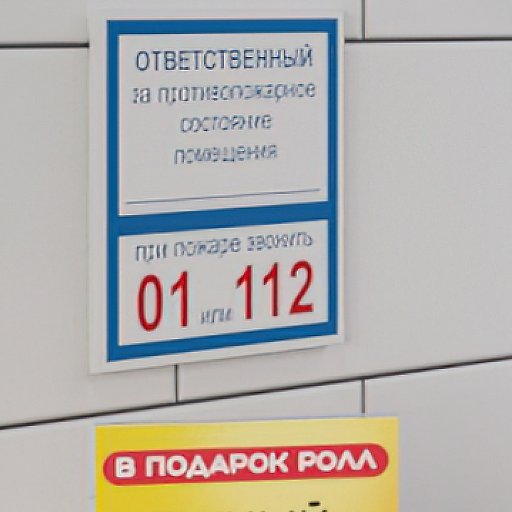 ОТВЕТСТВЕННЫЙ
за противопожарное
состояние
помещения
при пожаре звонить
01 или 112
В ПОДАРОК РОЛЛ